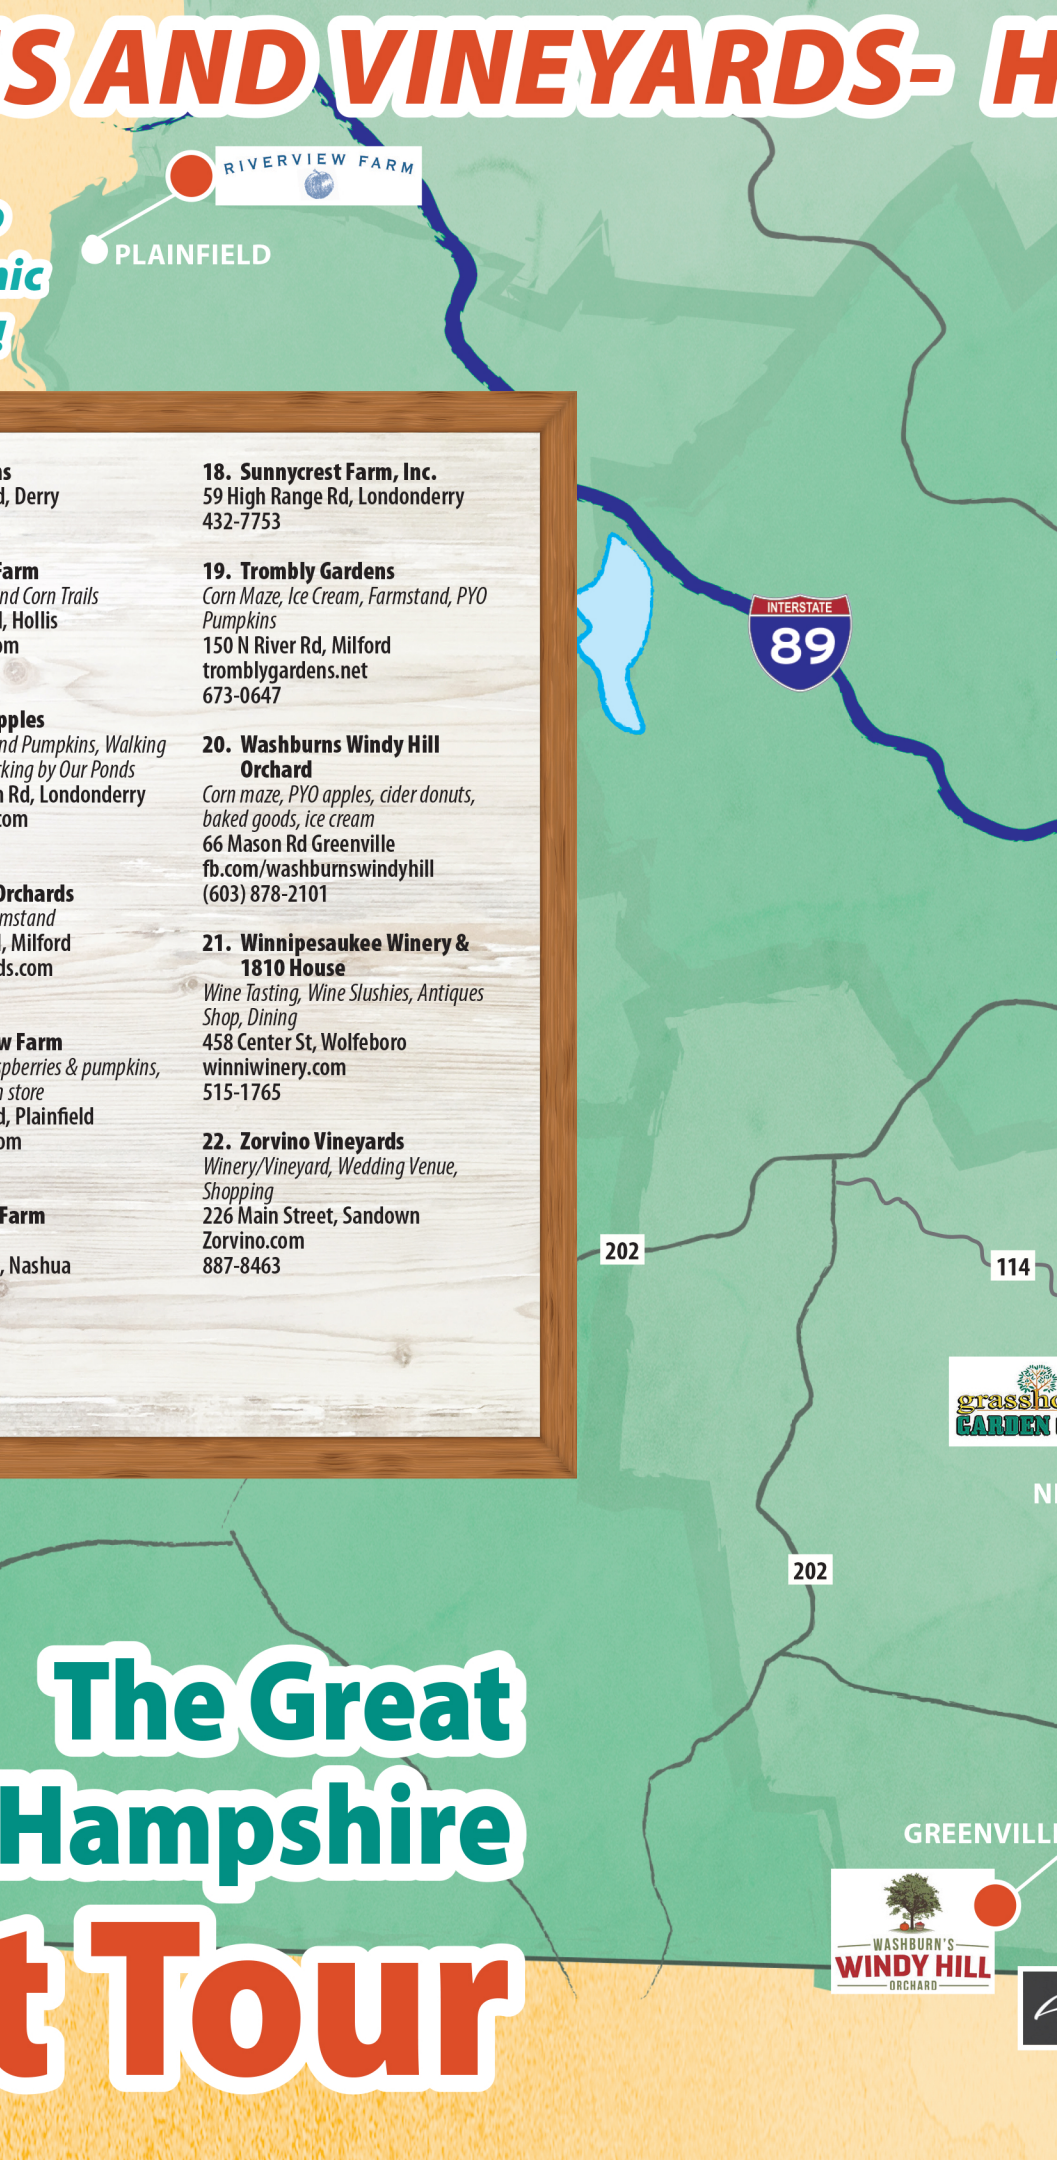 S AND VINEYARDS- H
RIVERVIEW FARM
PLAINFIELD
nic
s
d, Derry
Farm
nd Corn Trails
, Hollis
om
pples
nd Pumpkins, Walking
king by Our Ponds
n Rd, Londonderry
com
Orchards
mstand
, Milford
ds.com
w Farm
spberries & pumpkins,
n store
d, Plainfield
om
Farm
, Nashua
18. Sunnycrest Farm, Inc.
59 High Range Rd, Londonderry
432-7753
19. Trombly Gardens
Corn Maze, Ice Cream, Farmstand, PYO
Pumpkins
150 N River Rd, Milford
tromblygardens.net
673-0647
20. Washburns Windy Hill
Orchard
Corn maze, PYO apples, cider donuts,
baked goods, ice cream
66 Mason Rd Greenville
fb.com/washburnswindyhill
(603) 878-2101
21. Winnipesaukee Winery &
1810 House
Wine Tasting, Wine Slushies, Antiques
Shop, Dining
458 Center St, Wolfeboro
winniwinery.com
515-1765
22. Zorvino Vineyards
Winery/Vineyard, Wedding Venue,
Shopping
226 Main Street, Sandown
Zorvino.com
887-8463
INTERSTATE
89
202
114
grassho
GARDEN
NE
202
The Great
Hampshire
t Tour
GREENVILLE
WASHBURN'S
WINDY HILL
ORCHARD